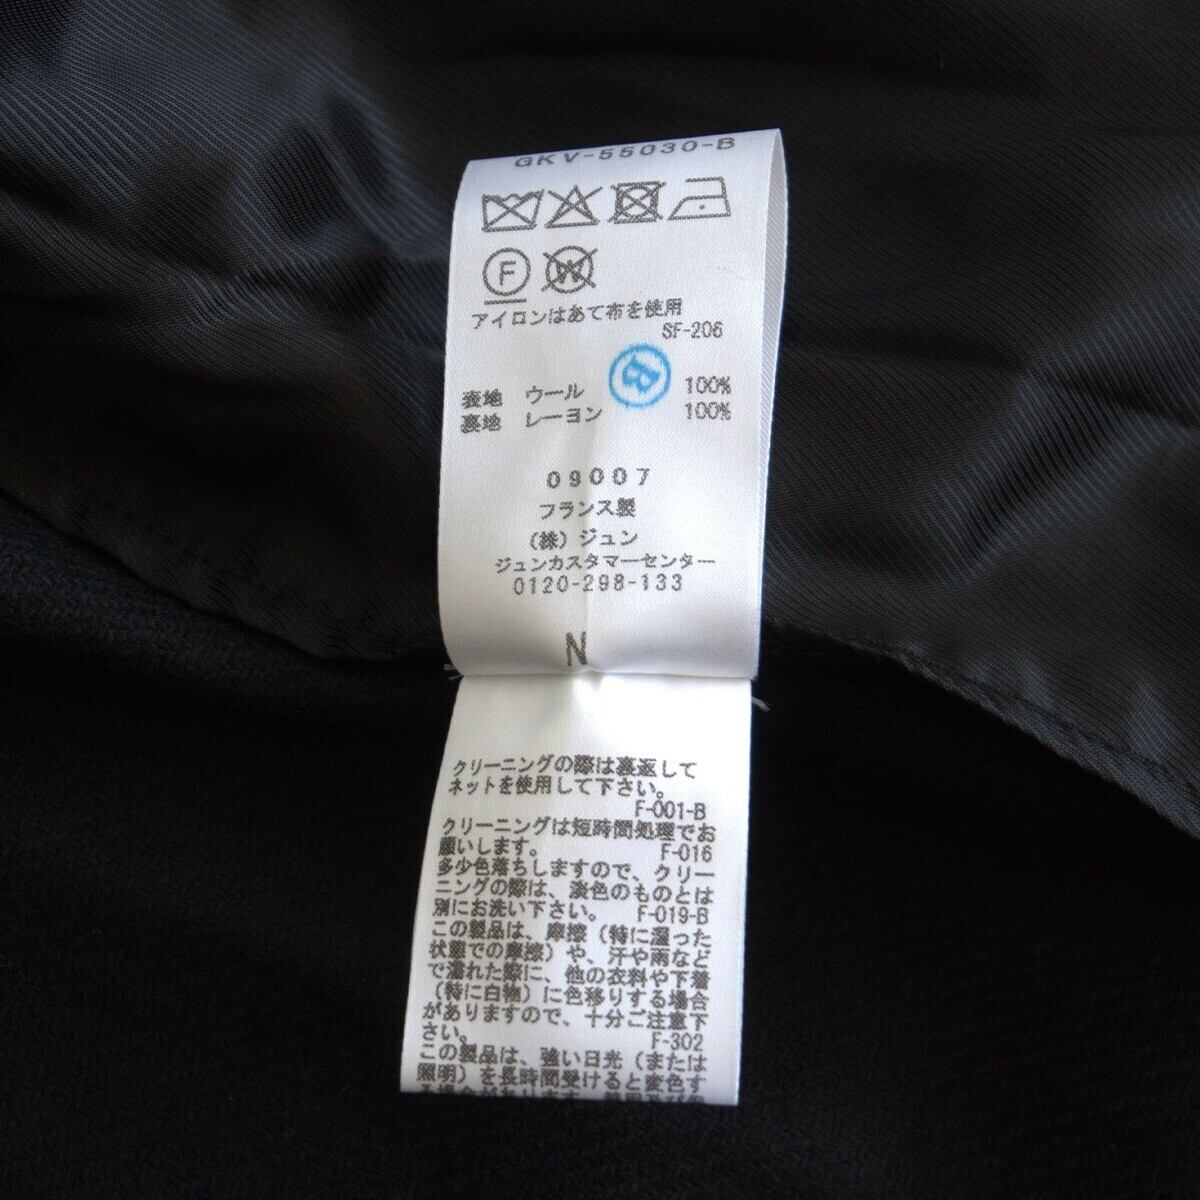 GKV-55030-B
F W
アイロンはあて布を使用
SF-206
B
表地 ウール 100%
裏地 レーヨン 100%
09007
フランス製
(株)ジュン
ジュンカスタマーセンター
0120-298-133
N
クリーニングの際は裏返して
ネットを使用して下さい。
F-001-B
クリーニングは短時間処理でお
願いします。 F-016
多少色落ちしますので、クリー
ニングの際は、淡色のものとは
別にお洗い下さい。 F-019-B
この製品は、摩擦(特に湿った
状態での摩擦)や、汗や雨など
で濡れた際に、他の衣料や下着
(特に白物)に色移りする場合
がありますので、十分ご注意下
さい。 F-302
この製品は、強い日光(または
照明)を長時間受けると変色す
る場合があります。